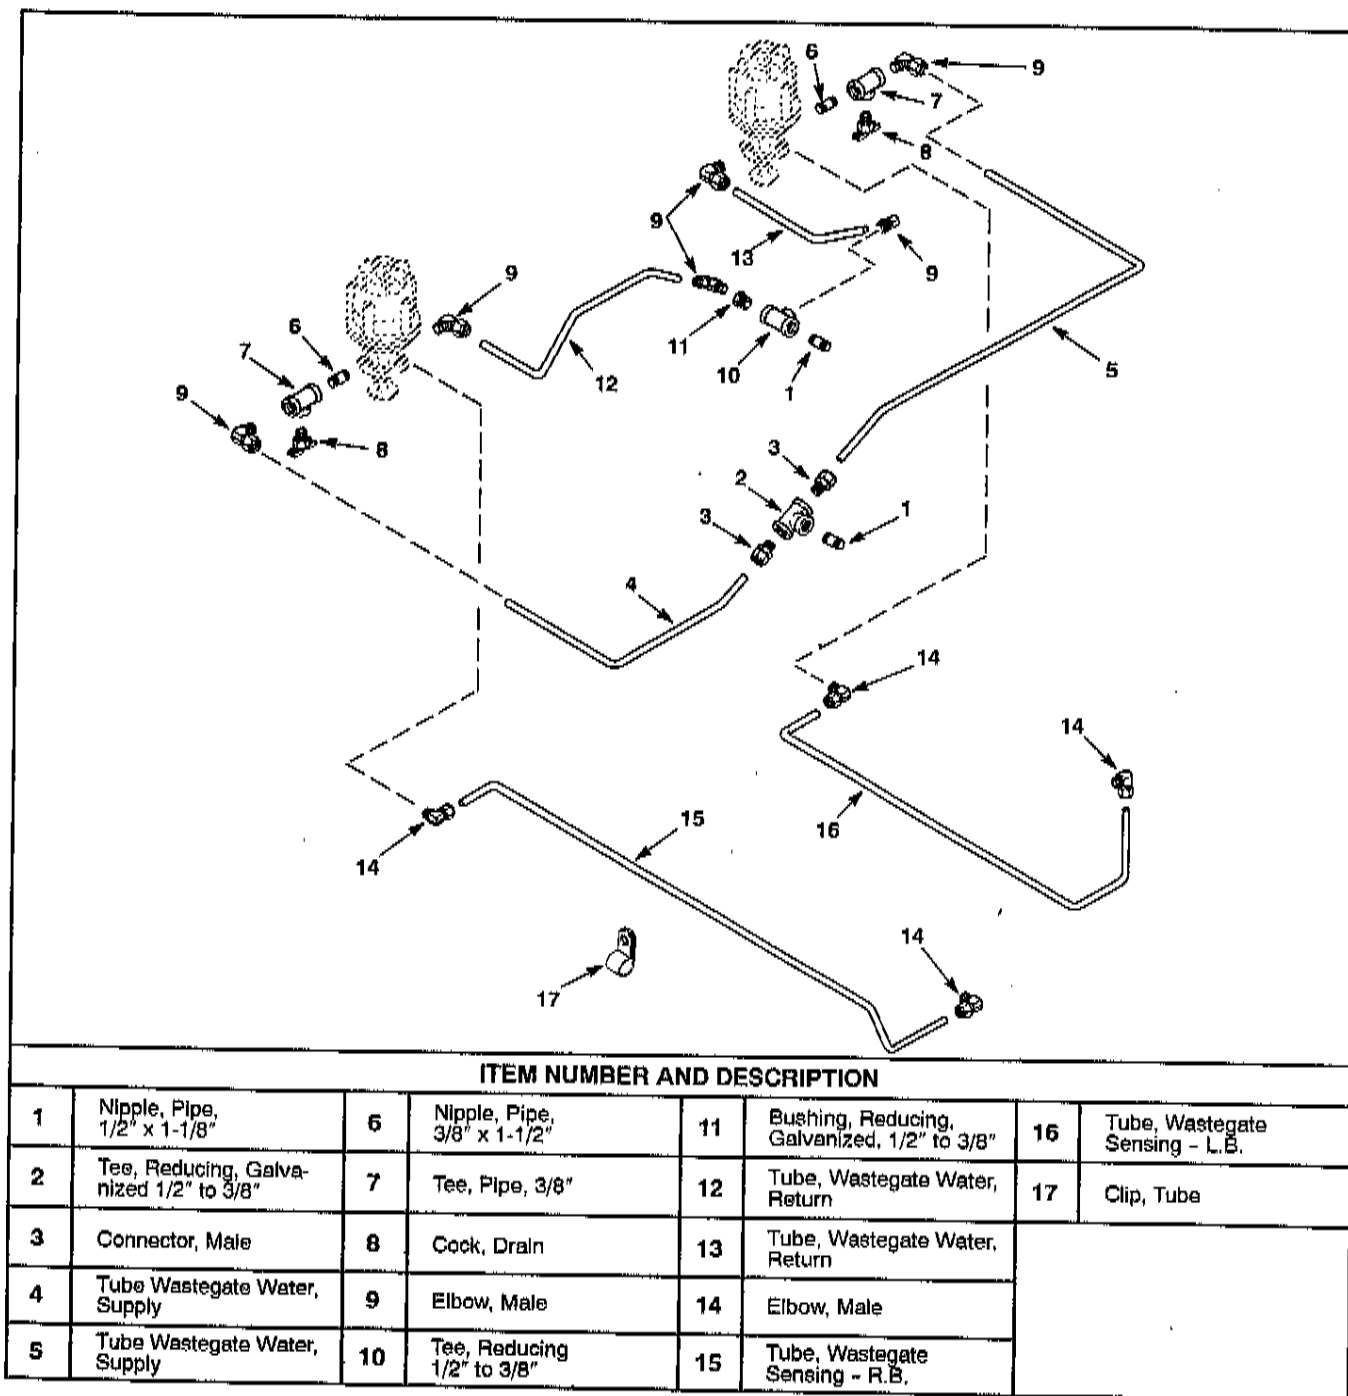 6
9
7
8
9
13
9
9
6
11
7
10
1
5
12
9
8
3
2
3
1
4
14
14
15
16
14
14
17
ITEM NUMBER AND DESCRIPTION
1
Nipple, Pipe,
1/2" x 1-1/8"
6
Nipple, Pipe,
3/8" x 1-1/2"
11
Bushing, Reducing,
Galvanized, 1/2" to 3/8"
16
Tube, Wastegate
Sensing - L.B.
2
Tee, Reducing, Galva-
nized 1/2" to 3/8"
7
Tee, Pipe, 3/8"
12
Tube, Wastegate Water,
Return
17
Clip, Tube
3
Connector, Male
8
Cock, Drain
13
Tube, Wastegate Water,
Return
4
Tube Wastegate Water,
Supply
9
Elbow, Male
14
Elbow, Male
5
Tube Wastegate Water,
Supply
10
Tee, Reducing
1/2" to 3/8"
15
Tube, Wastegate
Sensing - R.B.